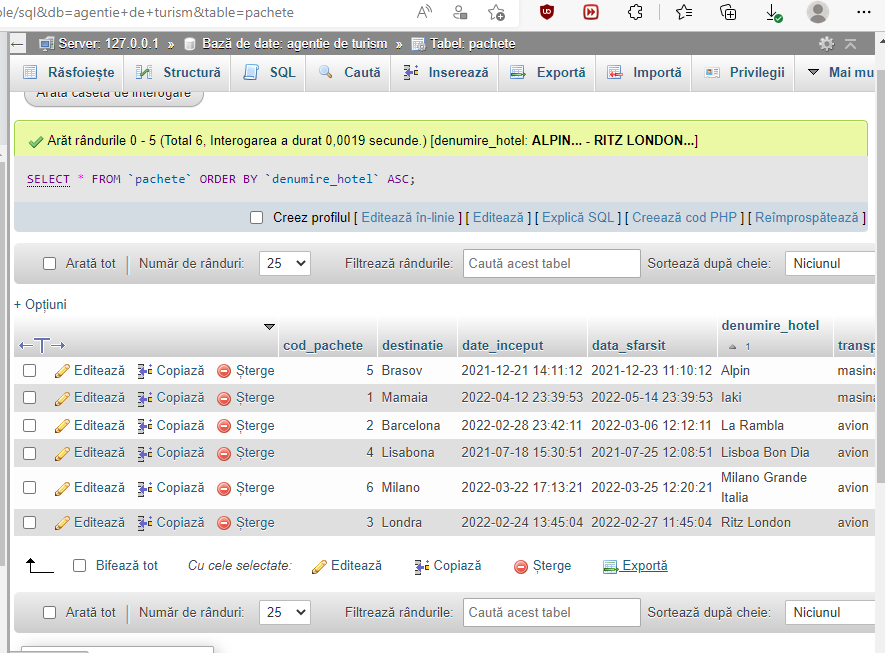 ole/sql&db=agentie+de+turism&table=pachete
Server: 127.0.0.1 » Bază de date: agentie de turism » Tabel: pachete
Răsfoiește Structură SQL Caută Inserează Exportă Importă Privilegii Mai mu
Arată caseta de interogare
Arăt rândurile 0 - 5 (Total 6, Interogarea a durat 0,0019 secunde.) [denumire_hotel: ALPIN... - RITZ LONDON...]
SELECT * FROM `pachete` ORDER BY `denumire_hotel` ASC;
Creez profilul [ Editează în-linie ] [ Editează ] [ Explică SQL ] [ Creează cod PHP ] [ Reîmprospătează ]
Arată tot | Număr de rânduri: 25 Filtrează rândurile: Caută acest tabel Sortează după cheie: Niciunul
+ Opțiuni
←T→ cod_pachete destinatie date_inceput data_sfarsit denumire_hotel 1 transp
Editează Copiază Șterge 5 Brasov 2021-12-21 14:11:12 2021-12-23 11:10:12 Alpin masina
Editează Copiază Șterge 1 Mamaia 2022-04-12 23:39:53 2022-05-14 23:39:53 Iaki masina
Editează Copiază Șterge 2 Barcelona 2022-02-28 23:42:11 2022-03-06 12:12:11 La Rambla avion
Editează Copiază Șterge 4 Lisabona 2021-07-18 15:30:51 2021-07-25 12:08:51 Lisboa Bon Dia avion
Editează Copiază Șterge 6 Milano 2022-03-22 17:13:21 2022-03-25 12:20:21 Milano Grande Italia avion
Editează Copiază Șterge 3 Londra 2022-02-24 13:45:04 2022-02-27 11:45:04 Ritz London avion
Bifează tot Cu cele selectate: Editează Copiază Șterge Exportă
Arată tot | Număr de rânduri: 25 Filtrează rândurile: Caută acest tabel Sortează după cheie: Niciunul